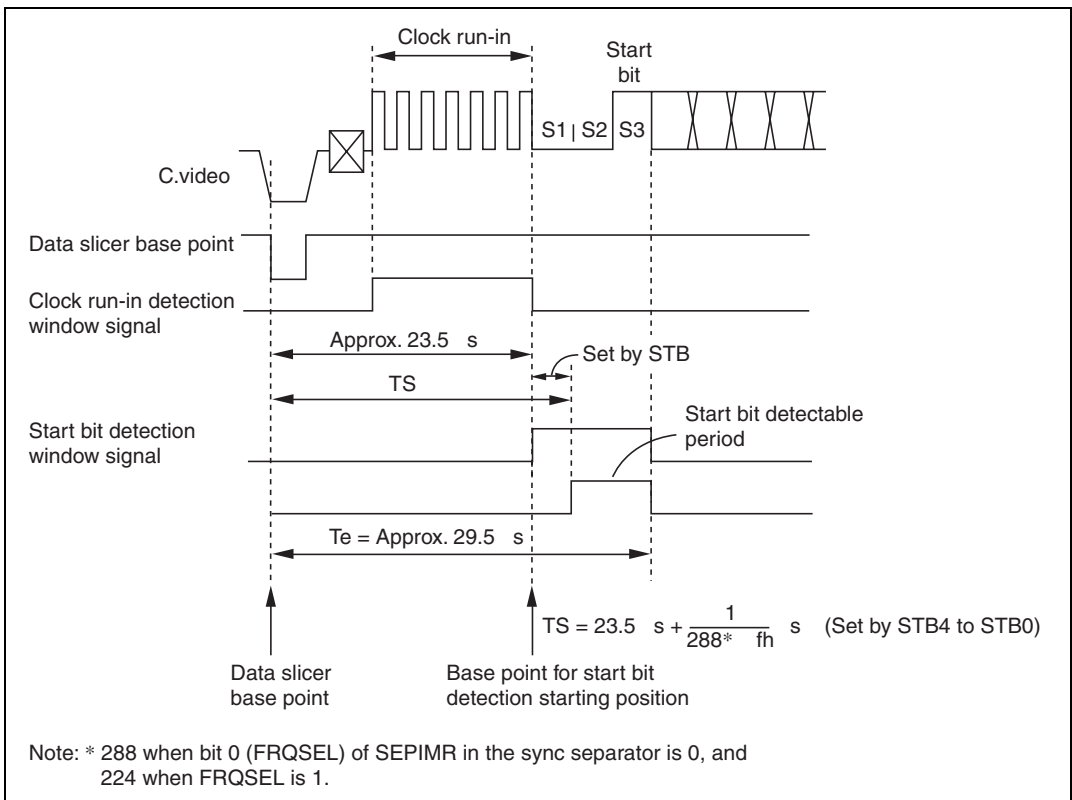 Clock run-in
Start
bit
S1 | S2 S3
C.video
Data slicer base point
Clock run-in detection
window signal
Approx. 23.5 s
Set by STB
TS
Start bit detectable
period
Start bit detection
window signal
Te = Approx. 29.5 s
TS = 23.5 s + 1 / 288* fh s (Set by STB4 to STB0)
Data slicer
base point
Base point for start bit
detection starting position
Note: * 288 when bit 0 (FRQSEL) of SEPIMR in the sync separator is 0, and
224 when FRQSEL is 1.